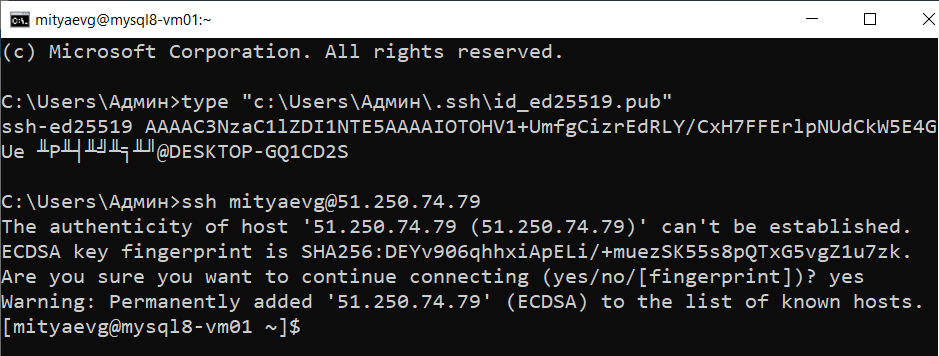 mityaevg@mysql8-vm01:~
(c) Microsoft Corporation. All rights reserved.
C:\Users\Админ>type "c:\Users\Админ\.ssh\id_ed25519.pub"
ssh-ed25519 AAAAC3NzaC1lZDI1NTE5AAAAIOTOHV1+UmfgCizrEdRLY/CxH7FFErlpNUdCkW5E4G
Ue ╨Р╨┤╨╝╨╕╨╜@DESKTOP-GQ1CD2S
C:\Users\Админ>ssh mityaevg@51.250.74.79
The authenticity of host '51.250.74.79 (51.250.74.79)' can't be established.
ECDSA key fingerprint is SHA256:DEYv906qhhxiApELi/+muezSK55s8pQTxG5vgZ1u7zk.
Are you sure you want to continue connecting (yes/no/[fingerprint])? yes
Warning: Permanently added '51.250.74.79' (ECDSA) to the list of known hosts.
[mityaevg@mysql8-vm01 ~]$